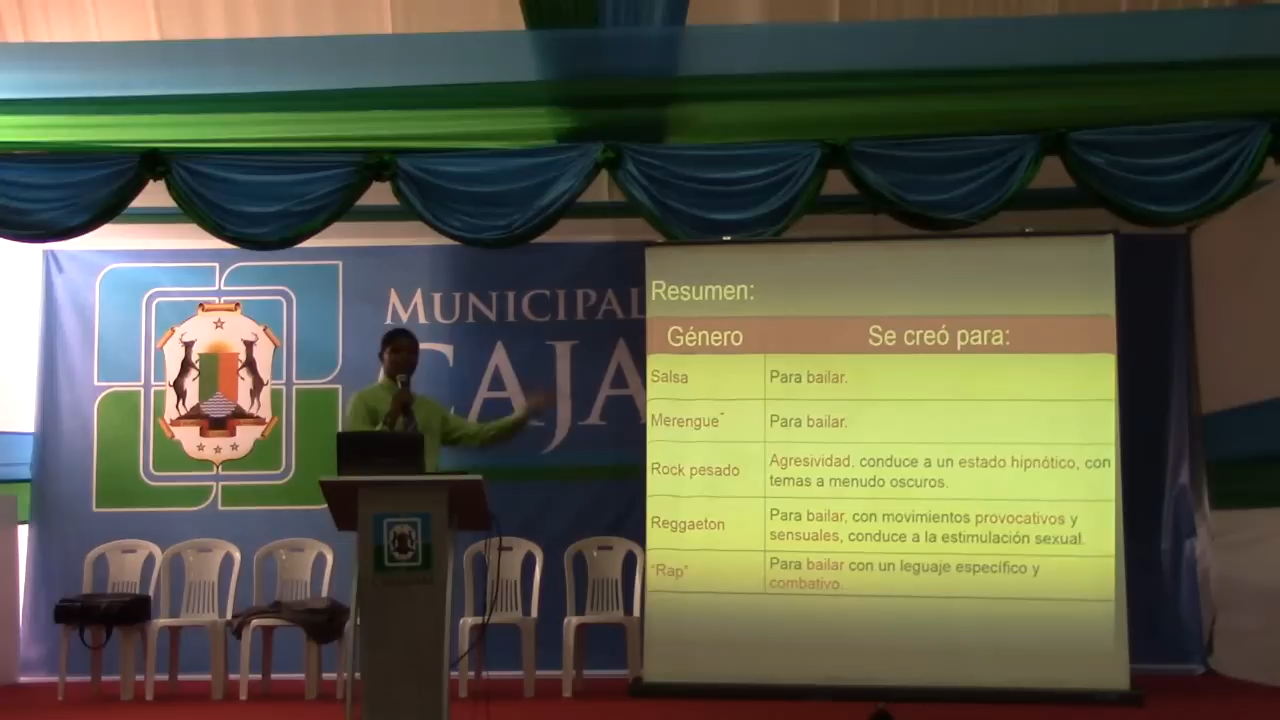 MUNICIPAL
CAJA
Resumen:
Género Se creó para:
Salsa Para bailar.
Merengue Para bailar.
Rock pesado Agresividad, conduce a un estado hipnótico, con
temas a menudo oscuros.
Reggaeton Para bailar, con movimientos provocativos y
sensuales, conduce a la estimulación sexual.
"Rap" Para bailar con un leguaje específico y
combativo.